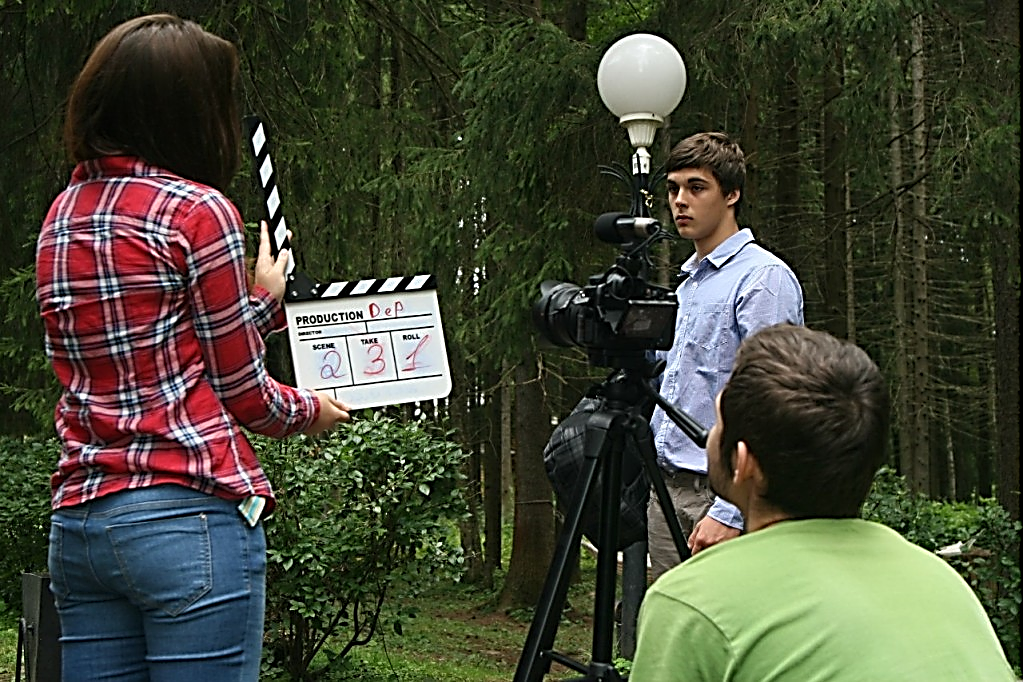 PRODUCTION DeP
DIRECTOR
SCENE TAKE ROLL
2 3 1